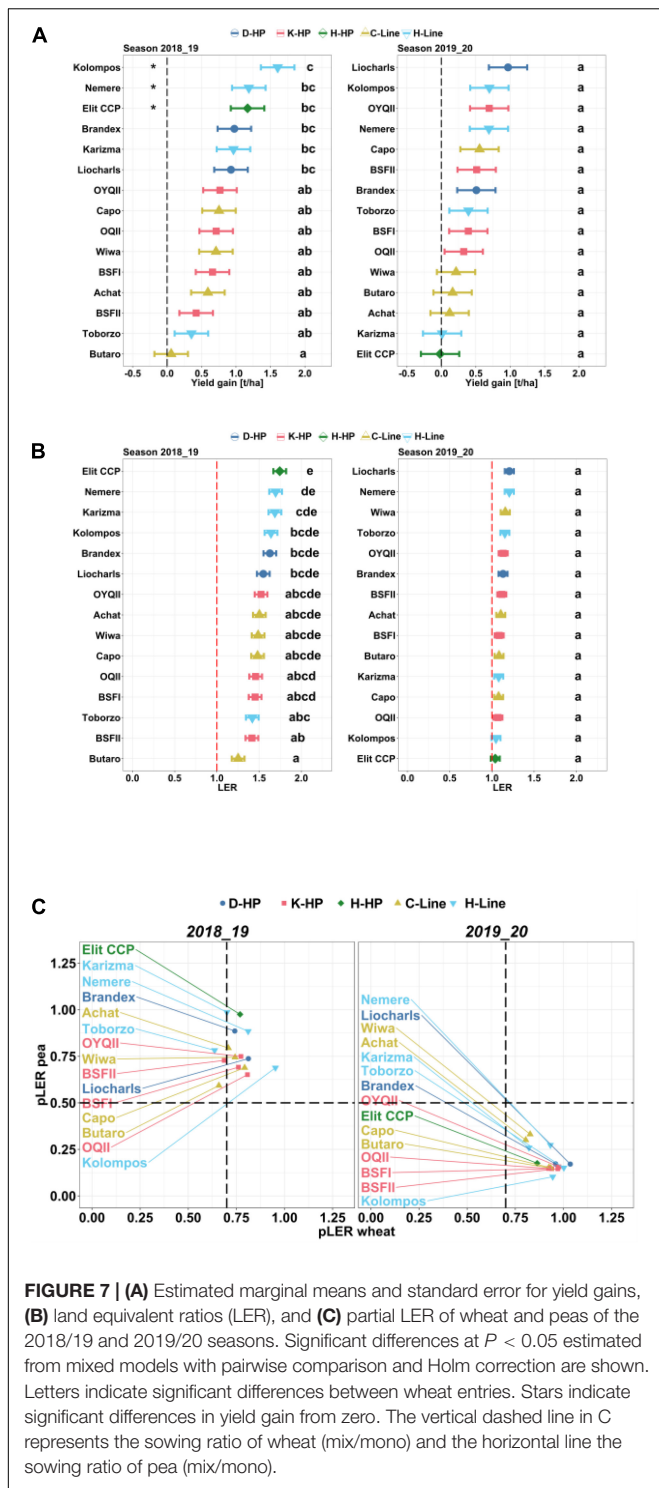 A
D-HP K-HP H-HP C-Line H-Line
Season 2018_19
Kolompos * c
Nemere * bc
Elit CCP * bc
Brandex bc
Karizma bc
Liocharls bc
OYQII ab
Capo ab
OQII ab
Wiwa ab
BSFI ab
Achat ab
BSFII ab
Toborzo ab
Butaro a
-0.5 0.0 0.5 1.0 1.5 2.0
Yield gain [t/ha]
Season 2019_20
Liocharls a
Kolompos a
OYQII a
Nemere a
Capo a
BSFII a
Brandex a
Toborzo a
BSFI a
OQII a
Wiwa a
Butaro a
Achat a
Karizma a
Elit CCP a
-0.5 0.0 0.5 1.0 1.5 2.0
Yield gain [t/ha]
B
D-HP K-HP H-HP C-Line H-Line
Season 2018_19
Elit CCP e
Nemere de
Karizma cde
Kolompos bcde
Brandex bcde
Liocharls bcde
OYQII abcde
Achat abcde
Wiwa abcde
Capo abcde
OQII abcd
BSFI abcd
Toborzo abc
BSFII ab
Butaro a
0.0 0.5 1.0 1.5 2.0
LER
Season 2019_20
Liocharls a
Nemere a
Wiwa a
Toborzo a
OYQII a
Brandex a
BSFII a
Achat a
BSFI a
Butaro a
Karizma a
Capo a
OQII a
Kolompos a
Elit CCP a
0.0 0.5 1.0 1.5 2.0
LER
C
D-HP K-HP H-HP C-Line H-Line
2018_19
2019_20
pLER pea
1.25
1.00
0.75
0.50
0.25
0.00
Elit CCP
Karizma
Nemere
Brandex
Achat
Toborzo
OYQII
Wiwa
BSFII
Liocharls
BSFI
Capo
Butaro
OQII
Kolompos
Nemere
Liocharls
Wiwa
Achat
Karizma
Toborzo
Brandex
OYQII
Elit CCP
Capo
Butaro
OQII
BSFI
BSFII
Kolompos
0.00 0.25 0.50 0.75 1.00 1.25
0.00 0.25 0.50 0.75 1.00 1.25
pLER wheat
FIGURE 7 | (A) Estimated marginal means and standard error for yield gains,
(B) land equivalent ratios (LER), and (C) partial LER of wheat and peas of the
2018/19 and 2019/20 seasons. Significant differences at P < 0.05 estimated
from mixed models with pairwise comparison and Holm correction are shown.
Letters indicate significant differences between wheat entries. Stars indicate
significant differences in yield gain from zero. The vertical dashed line in C
represents the sowing ratio of wheat (mix/mono) and the horizontal line the
sowing ratio of pea (mix/mono).